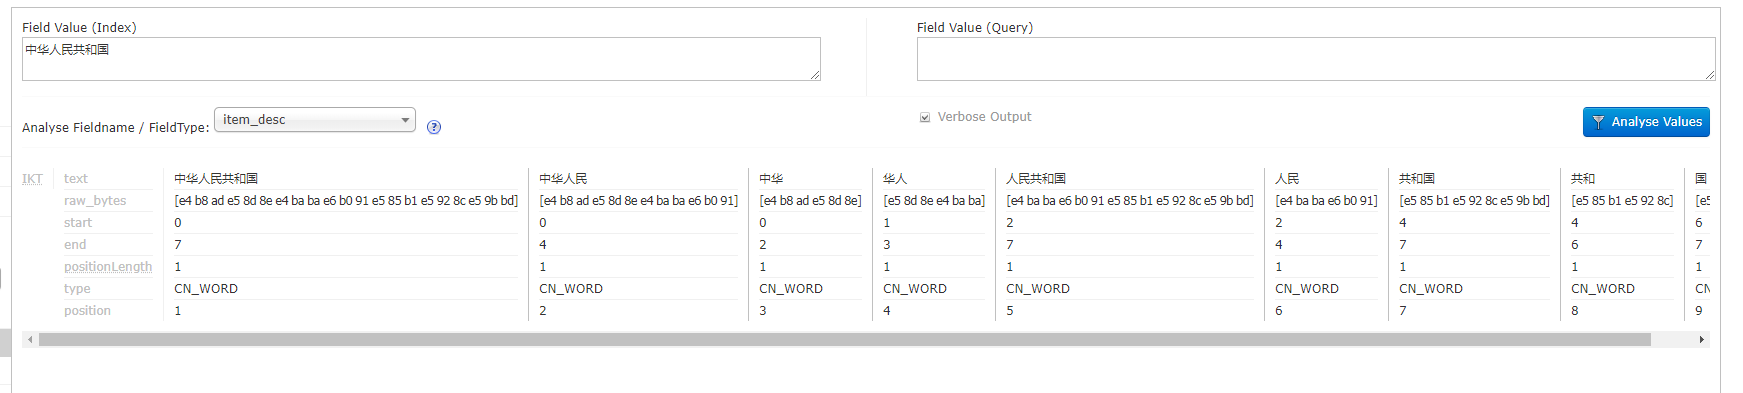 Field Value (Index)
Field Value (Query)
中华人民共和国
Analyse Fieldname / FieldType: item_desc ?
Verbose Output
Analyse Values
IKT text 中华人民共和国 中华人民 中华 华人 人民共和国 人民 共和国 共和 国
raw_bytes [e4 b8 ad e5 8d 8e e4 ba ba e6 b0 91 e5 85 b1 e5 92 8c e5 9b bd] [e4 b8 ad e5 8d 8e e4 ba ba e6 b0 91] [e4 b8 ad e5 8d 8e] [e5 8d 8e e4 ba ba] [e4 ba ba e6 b0 91 e5 85 b1 e5 92 8c e5 9b bd] [e4 ba ba e6 b0 91] [e5 85 b1 e5 92 8c e5 9b bd] [e5 85 b1 e5 92 8c] [e5
start 0 0 0 1 2 2 4 4 6
end 7 4 2 3 7 4 7 6 7
positionLength 1 1 1 1 1 1 1 1 1
type CN_WORD CN_WORD CN_WORD CN_WORD CN_WORD CN_WORD CN_WORD CN_WORD CN
position 1 2 3 4 5 6 7 8 9